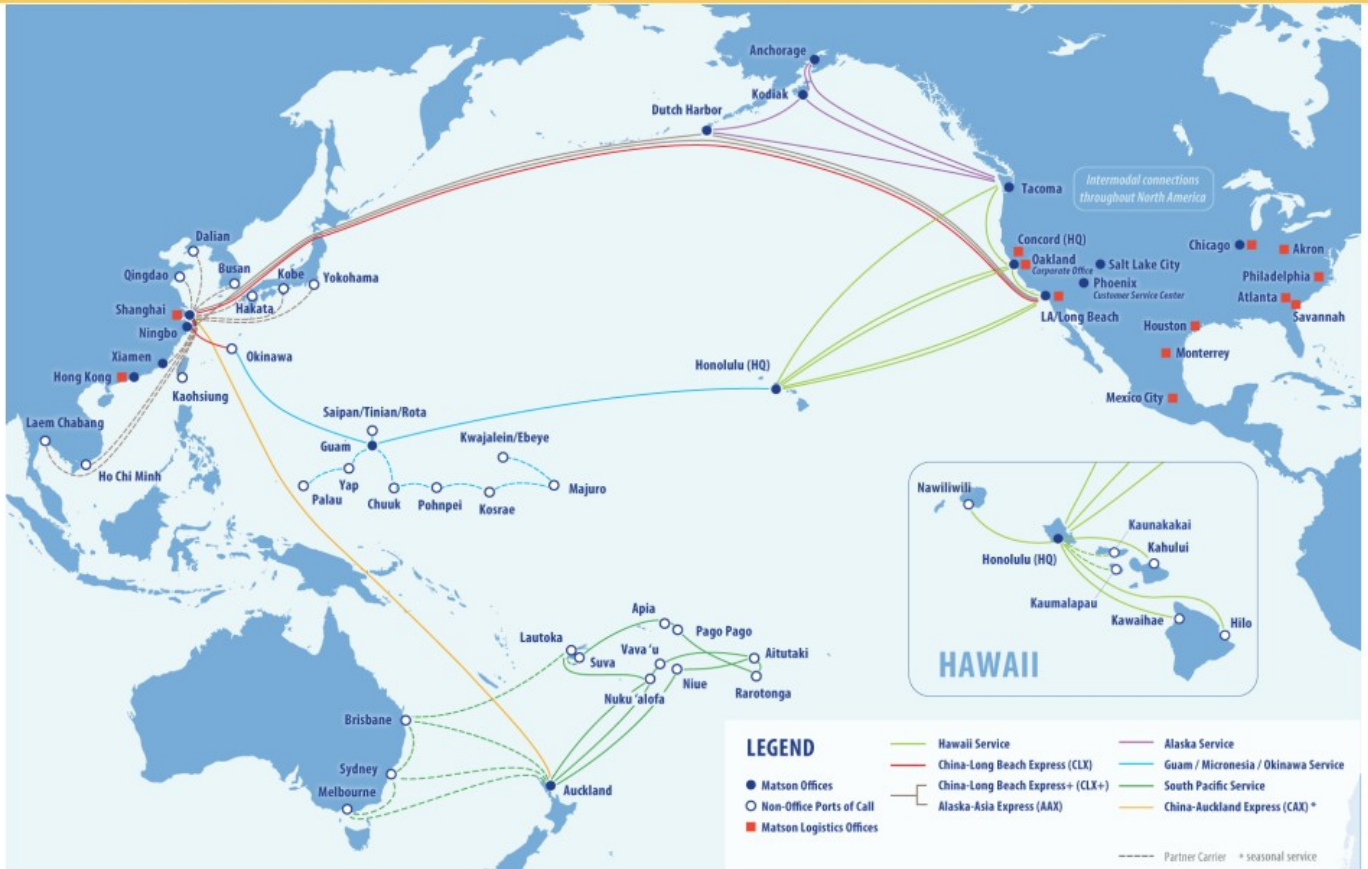 Anchorage
Kodiak
Dutch Harbor
Tacoma
Intermodal connections
throughout North America
Dalian
Qingdao
Busan
Kobe
Yokohama
Hakata
Shanghai
Ningbo
Xiamen
Hong Kong
Kaohsiung
Okinawa
Laem Chabang
Ho Chi Minh
Concord (HQ)
Oakland
Corporate Office
Salt Lake City
Phoenix
Customer Service Center
LA/Long Beach
Chicago
Akron
Philadelphia
Atlanta
Savannah
Houston
Monterrey
Mexico City
Honolulu (HQ)
Saipan/Tinian/Rota
Guam
Kwajalein/Ebeye
Yap
Palau
Chuuk
Pohnpei
Kosrae
Majuro
Nawiliwili
Kaunakakai
Kahului
Honolulu (HQ)
Kaumalapau
Kawaihae
Hilo
HAWAII
Apia
Pago Pago
Lautoka
Suva
Vava ‘u
Aitutaki
Niue
Rarotonga
Nuku ‘alofa
Brisbane
Sydney
Melbourne
Auckland
LEGEND
Matson Offices
Non-Office Ports of Call
Matson Logistics Offices
Hawaii Service
China-Long Beach Express (CLX)
China-Long Beach Express+ (CLX+)
Alaska-Asia Express (AAX)
Alaska Service
Guam / Micronesia / Okinawa Service
South Pacific Service
China-Auckland Express (CAX) *
Partner Carrier * seasonal service